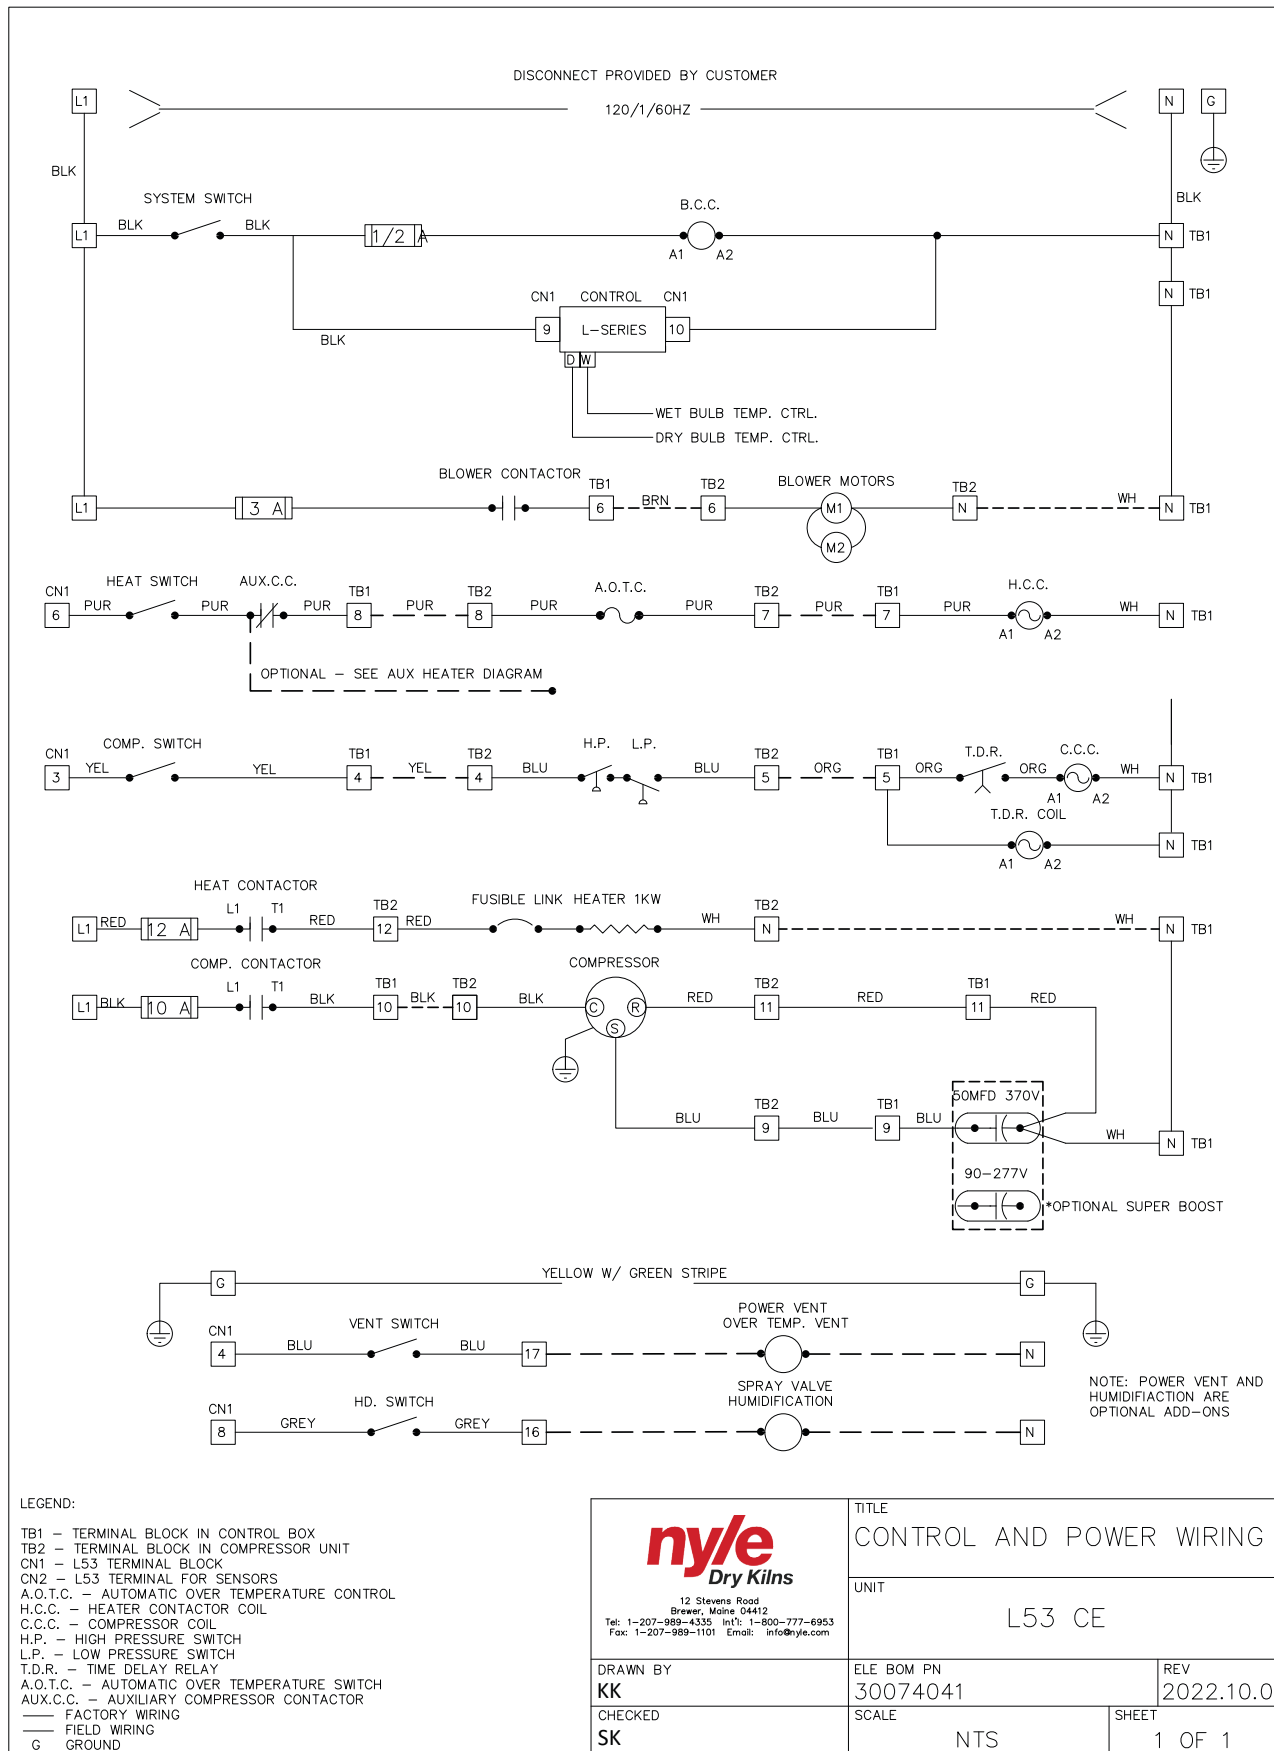 DISCONNECT PROVIDED BY CUSTOMER
L1 120/1/60HZ N G
BLK
SYSTEM SWITCH B.C.C. BLK
L1 BLK BLK 1/2 A A1 A2 N TB1
N TB1
CN1 CONTROL CN1
BLK 9 L-SERIES 10
D W
WET BULB TEMP. CTRL.
DRY BULB TEMP. CTRL.
BLOWER CONTACTOR TB1 TB2 BLOWER MOTORS TB2
L1 3 A 6 BRN 6 M1 N WH N TB1
M2
CN1 HEAT SWITCH AUX.C.C. TB1 TB2 A.O.T.C. TB2 TB1 H.C.C.
6 PUR PUR PUR 8 PUR 8 PUR PUR 7 PUR 7 PUR WH N TB1
A1 A2
OPTIONAL - SEE AUX HEATER DIAGRAM
CN1 COMP. SWITCH TB1 TB2 H.P. L.P. TB2 TB1 T.D.R. C.C.C.
3 YEL YEL 4 YEL 4 BLU BLU 5 ORG 5 ORG ORG WH N TB1
A1 A2
T.D.R. COIL
A1 A2 N TB1
HEAT CONTACTOR TB2 FUSIBLE LINK HEATER 1KW TB2
L1 RED 12 A L1 T1 RED 12 RED WH N WH N TB1
COMP. CONTACTOR TB1 TB2 COMPRESSOR TB2 TB1
L1 BLK 10 A L1 T1 BLK 10 BLK 10 BLK C R RED 11 RED 11 RED
S
TB2 TB1 50MFD 370V
BLU 9 BLU 9 BLU WH N TB1
90-277V
*OPTIONAL SUPER BOOST
G YELLOW W/ GREEN STRIPE G
CN1 VENT SWITCH POWER VENT
OVER TEMP. VENT
4 BLU BLU 17 N
CN1 HD. SWITCH SPRAY VALVE
HUMIDIFICATION
8 GREY GREY 16 N
NOTE: POWER VENT AND
HUMIDIFIACTION ARE
OPTIONAL ADD-ONS
LEGEND:
TB1 - TERMINAL BLOCK IN CONTROL BOX
TB2 - TERMINAL BLOCK IN COMPRESSOR UNIT
CN1 - L53 TERMINAL BLOCK
CN2 - L53 TERMINAL FOR SENSORS
A.O.T.C. - AUTOMATIC OVER TEMPERATURE CONTROL
H.C.C. - HEATER CONTACTOR COIL
C.C.C. - COMPRESSOR COIL
H.P. - HIGH PRESSURE SWITCH
L.P. - LOW PRESSURE SWITCH
T.D.R. - TIME DELAY RELAY
A.O.T.C. - AUTOMATIC OVER TEMPERATURE SWITCH
AUX.C.C. - AUXILIARY COMPRESSOR CONTACTOR
FACTORY WIRING
FIELD WIRING
G GROUND
nyle
Dry Kilns
12 Stevens Road
Brewer, Maine 04412
Tel: 1-207-989-4335 Int'l: 1-800-777-6953
Fax: 1-207-989-1101 Email: info@nyle.com
TITLE
CONTROL AND POWER WIRING
UNIT
L53 CE
DRAWN BY
KK
ELE BOM PN
30074041
REV
2022.10.0
CHECKED
SK
SCALE
NTS
SHEET
1 OF 1